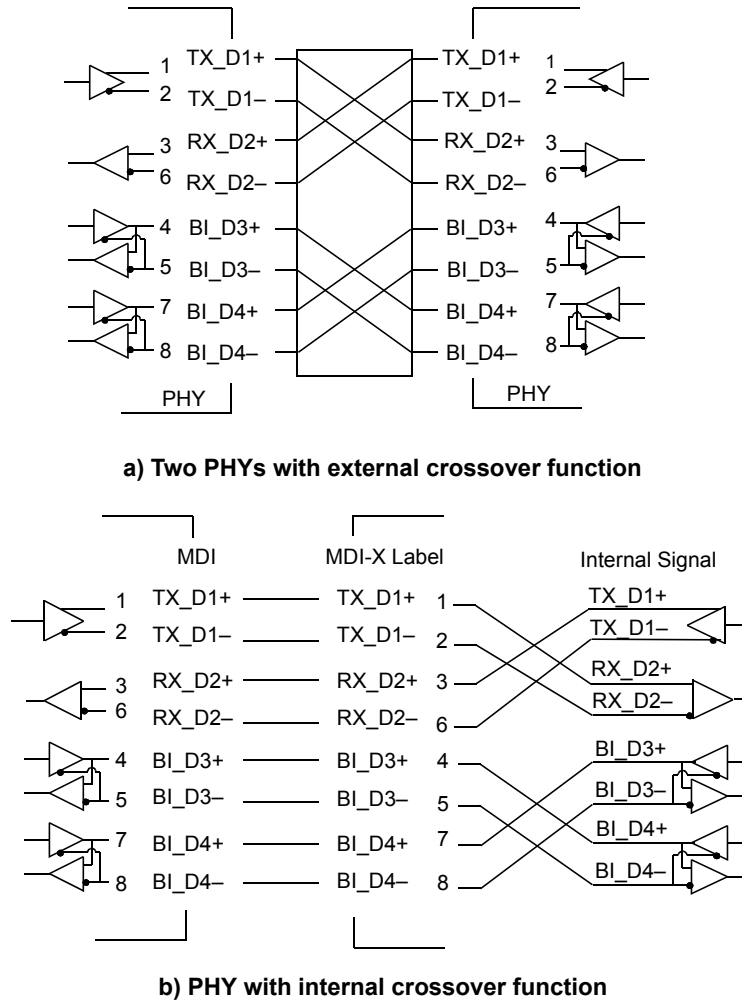 1 TX_D1+ TX_D1+ 1
2 TX_D1– TX_D1– 2
3 RX_D2+ RX_D2+ 3
6 RX_D2– RX_D2– 6
4 BI_D3+ BI_D3+ 4
5 BI_D3– BI_D3– 5
7 BI_D4+ BI_D4+ 7
8 BI_D4– BI_D4– 8
PHY PHY
a) Two PHYs with external crossover function
MDI MDI-X Label Internal Signal
1 TX_D1+ TX_D1+ 1 TX_D1+
2 TX_D1– TX_D1– 2 TX_D1–
3 RX_D2+ RX_D2+ 3 RX_D2+
6 RX_D2– RX_D2– 6 RX_D2–
4 BI_D3+ BI_D3+ 4 BI_D3+
5 BI_D3– BI_D3– 5 BI_D3–
7 BI_D4+ BI_D4+ 7 BI_D4+
8 BI_D4– BI_D4– 8 BI_D4–
b) PHY with internal crossover function